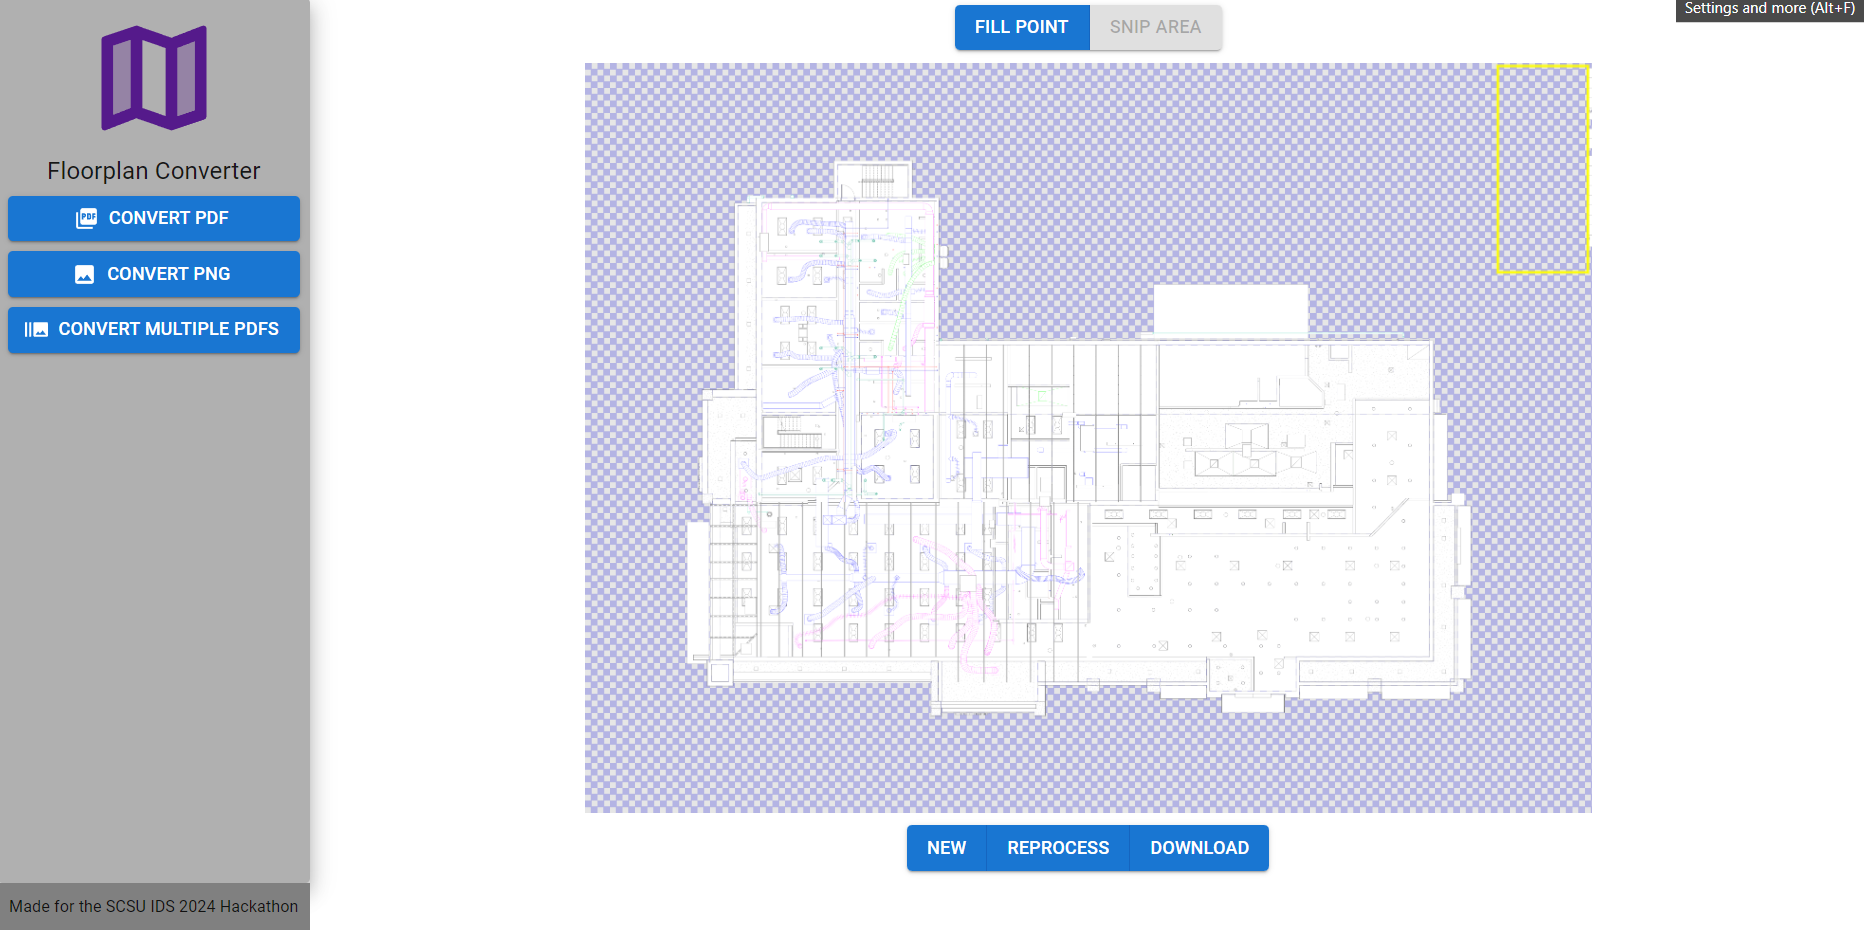 FILL POINT
SNIP AREA
Settings and more (Alt+F)
Floorplan Converter
PDF
CONVERT PDF
CONVERT PNG
CONVERT MULTIPLE PDFS
NEW
REPROCESS
DOWNLOAD
Made for the SCSU IDS 2024 Hackathon